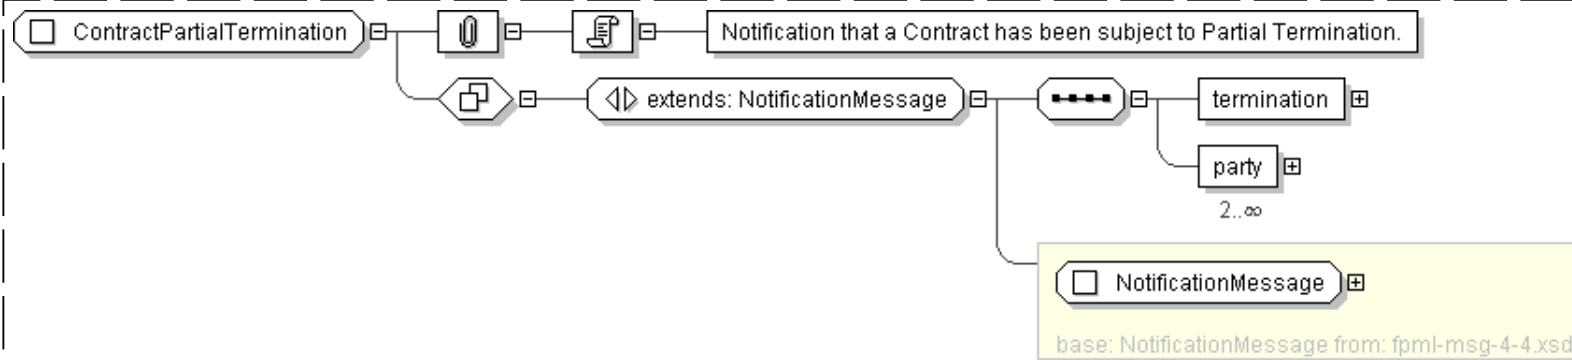 ContractPartialTermination
Notification that a Contract has been subject to Partial Termination.
extends: NotificationMessage
termination
party
2..∞
NotificationMessage
base: NotificationMessage from: fpml-msg-4-4.xsd